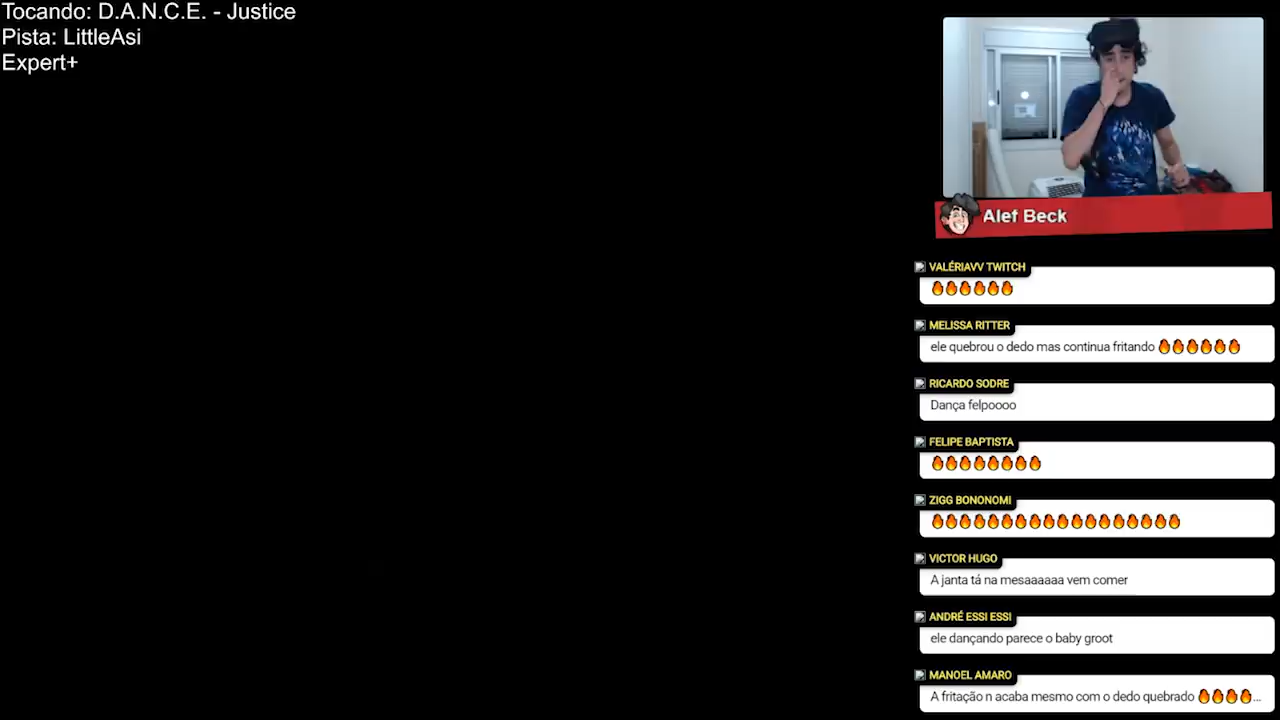 Tocando: D.A.N.C.E. - Justice
Pista: LittleAsi
Expert+
Alef Beck
VALÉRIAVV TWITCH
🔥🔥🔥🔥🔥🔥
MELISSA RITTER
ele quebrou o dedo mas continua fritando 🔥🔥🔥🔥🔥🔥
RICARDO SODRE
Dança felpoooo
FELIPE BAPTISTA
🔥🔥🔥🔥🔥🔥🔥🔥
ZIGG BONONOMI
🔥🔥🔥🔥🔥🔥🔥🔥🔥🔥🔥🔥🔥🔥🔥🔥🔥🔥
VICTOR HUGO
A janta tá na mesaaaaaa vem comer
ANDRÉ ESSI ESSI
ele dançando parece o baby groot
MANOEL AMARO
A fritação n acaba mesmo com o dedo quebrado 🔥🔥🔥🔥...